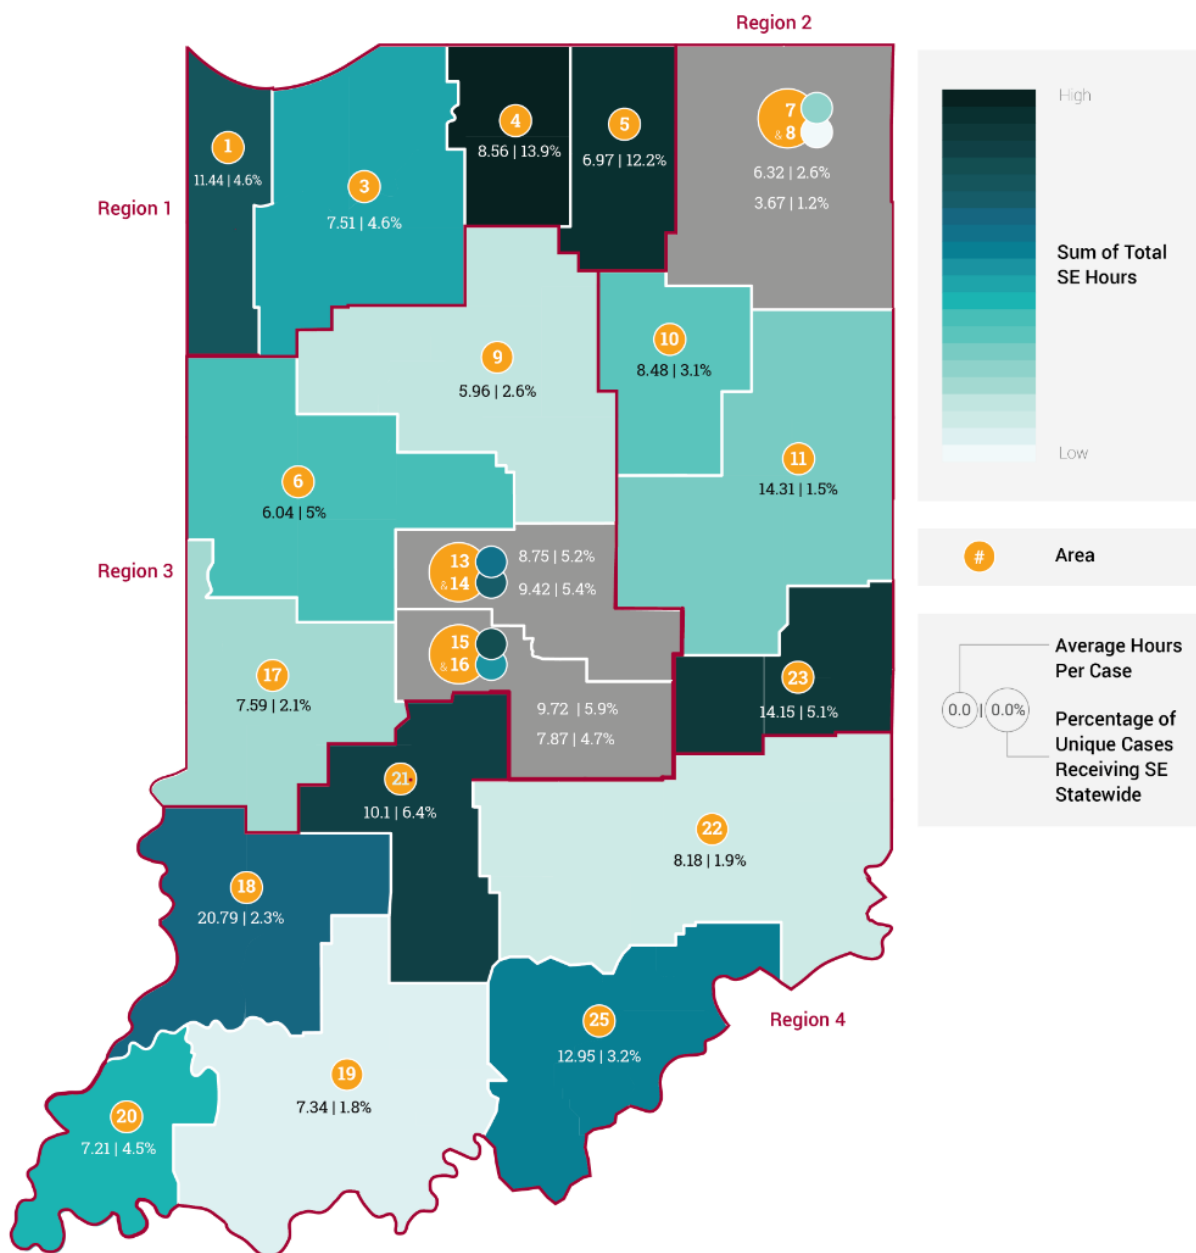 Region 2
High
7
& 8
4
5
1
8.56 | 13.9%
6.97 | 12.2%
6.32 | 2.6%
11.44 | 4.6%
3
3.67 | 1.2%
Region 1
7.51 | 4.6%
Sum of Total
SE Hours
10
9
8.48 | 3.1%
5.96 | 2.6%
Low
11
6
14.31 | 1.5%
6.04 | 5%
13
& 14
8.75 | 5.2%
9.42 | 5.4%
#
Area
Region 3
15
& 16
Average Hours
Per Case
17
23
7.59 | 2.1%
9.72 | 5.9%
14.15 | 5.1%
0.0 | 0.0%
Percentage of
Unique Cases
Receiving SE
Statewide
7.87 | 4.7%
21
10.1 | 6.4%
22
8.18 | 1.9%
18
20.79 | 2.3%
25
Region 4
12.95 | 3.2%
19
7.34 | 1.8%
20
7.21 | 4.5%